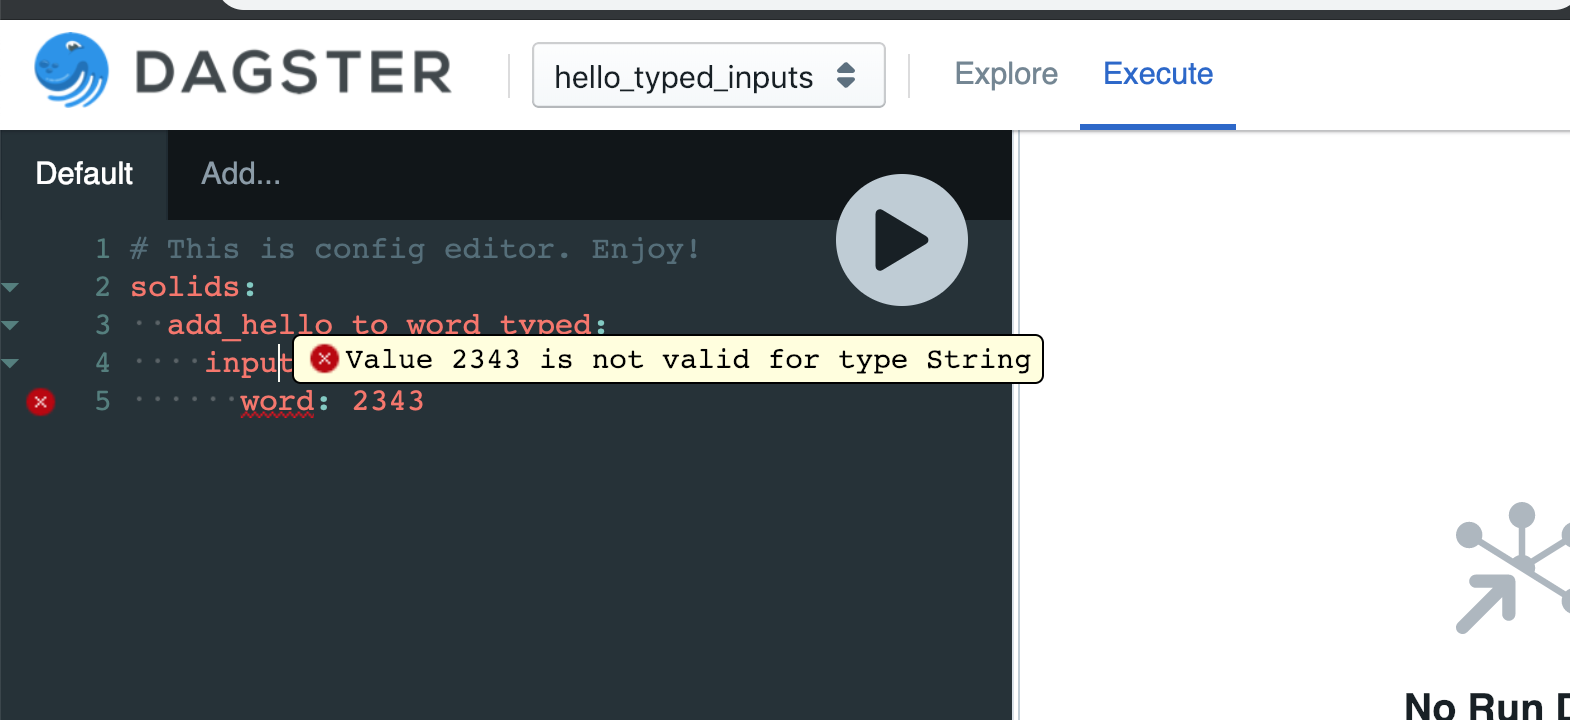 DAGSTER
hello_typed_inputs
Explore
Execute
Default
Add...
1 # This is config editor. Enjoy!
2 solids:
3 add_hello_to_word_typed:
4 input
Value 2343 is not valid for type String
5 word: 2343
No Run